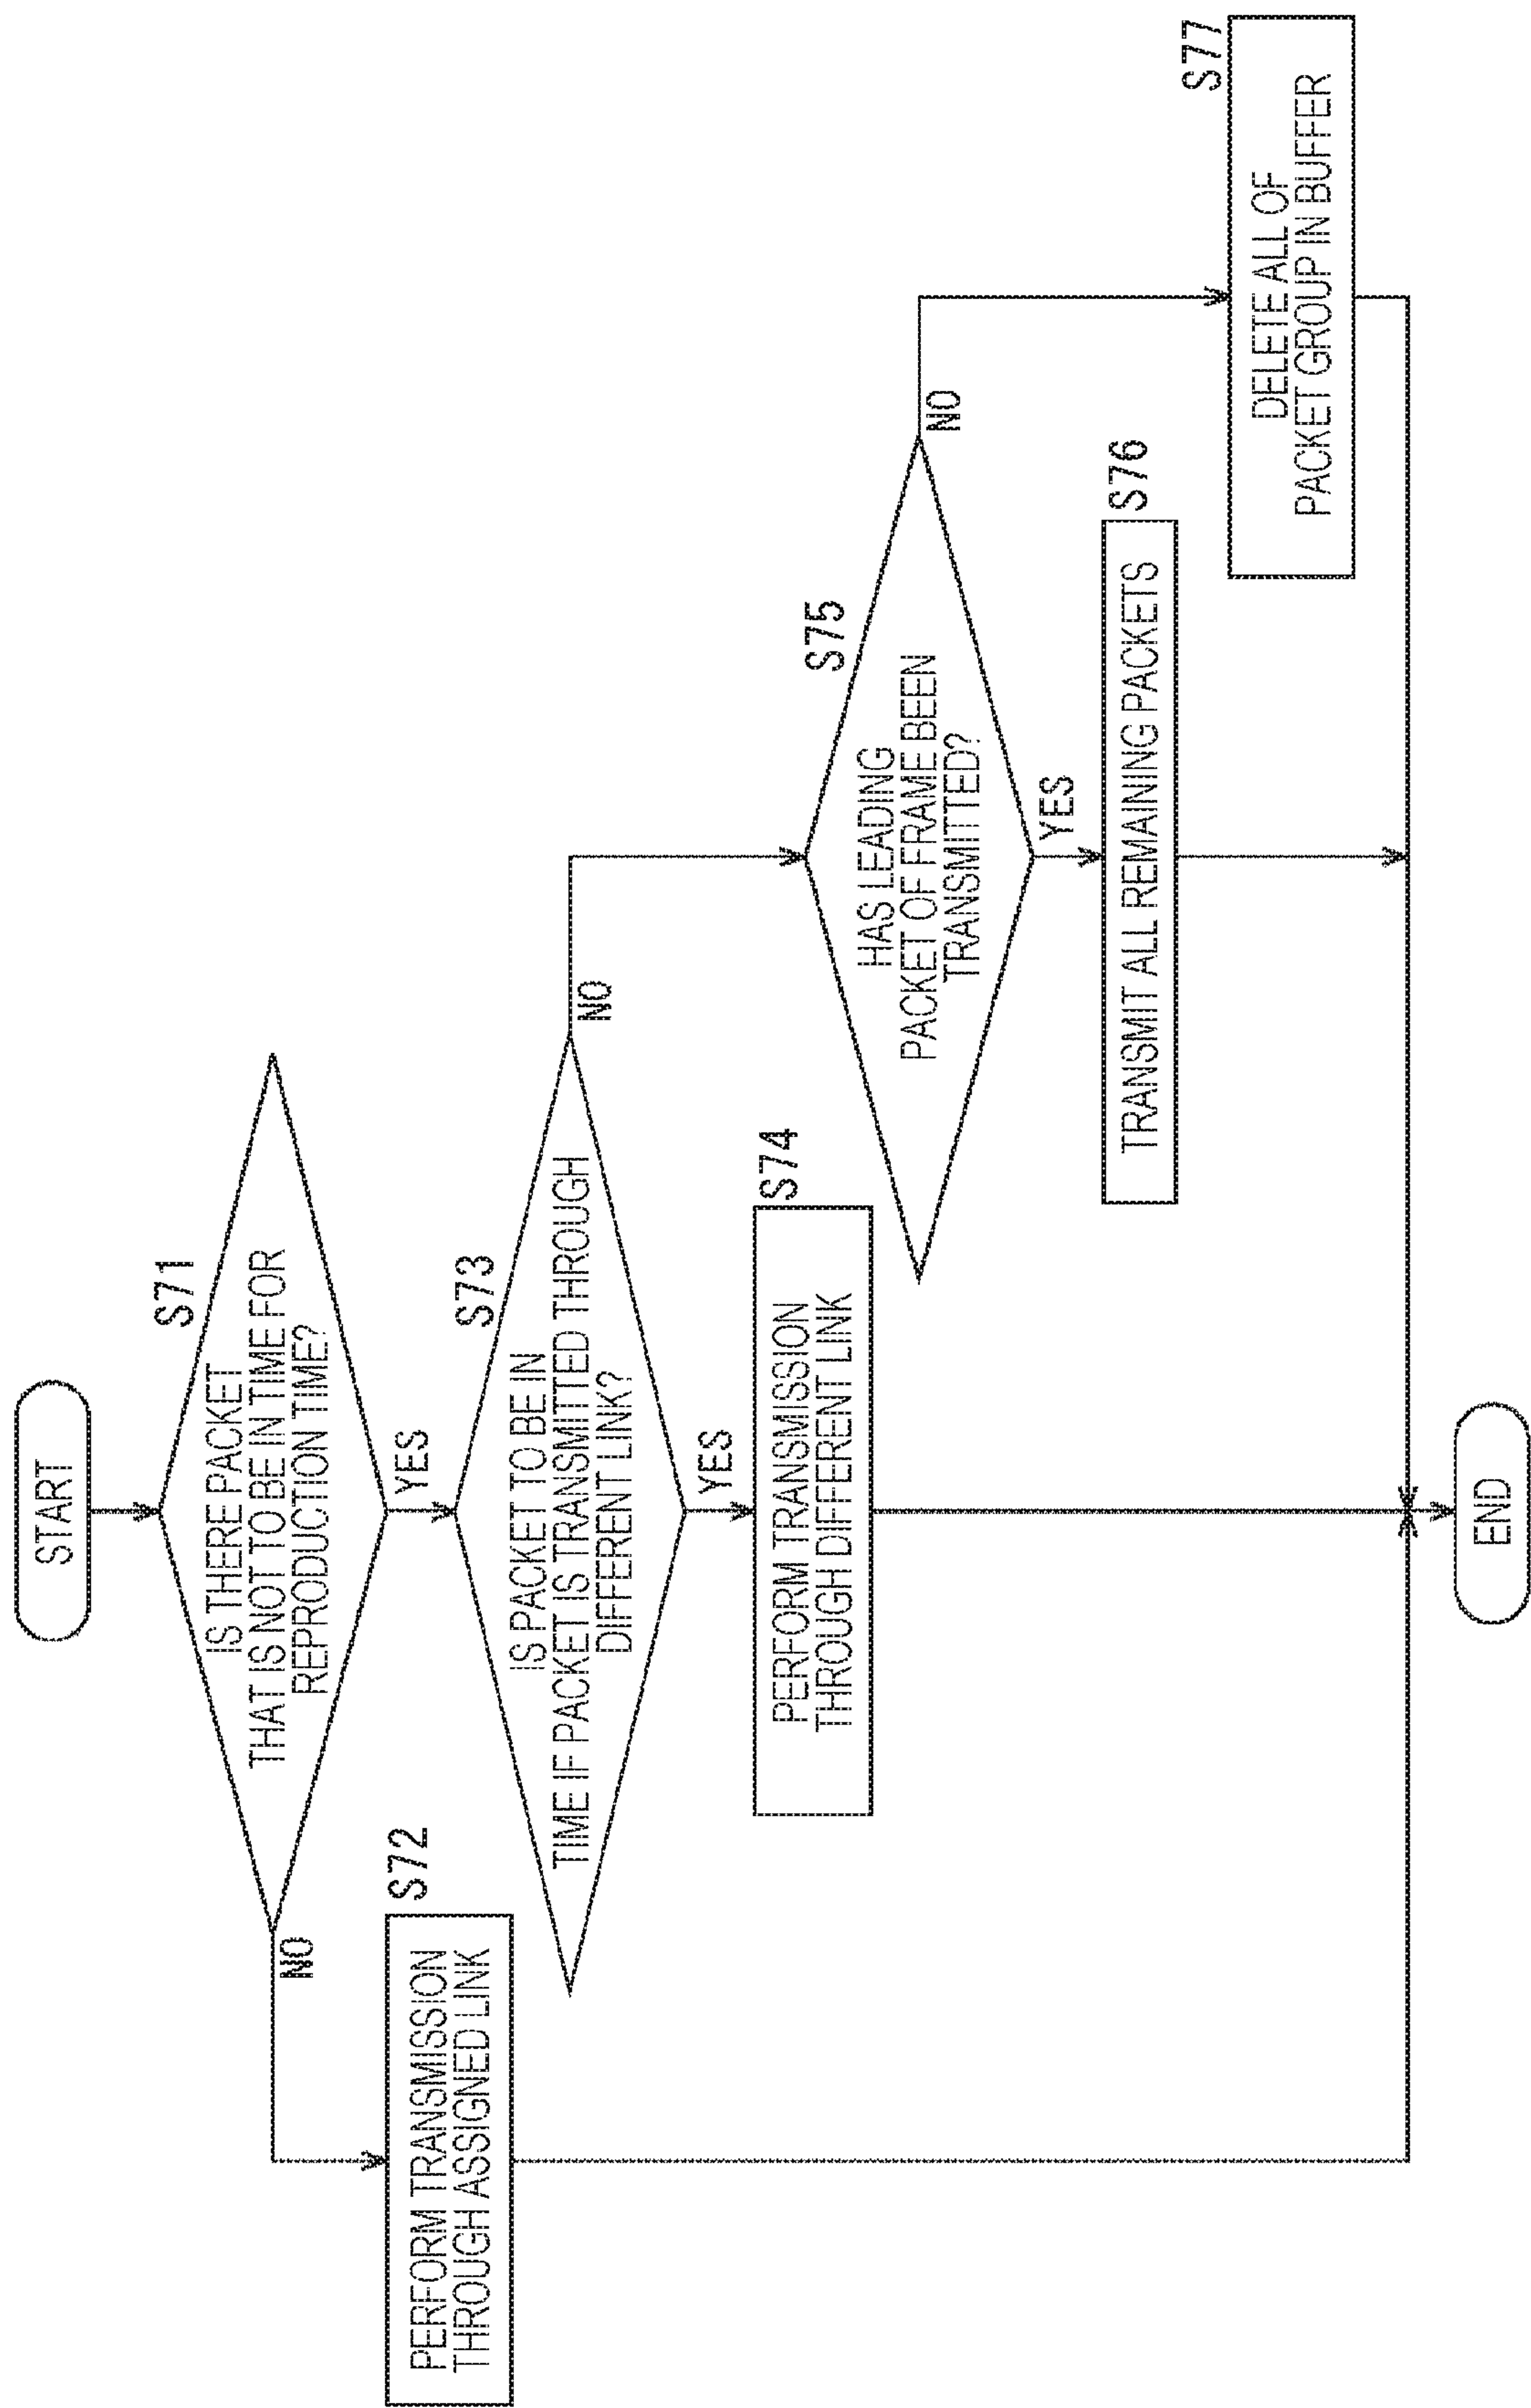 START
S71
IS THERE PACKET
THAT IS NOT TO BE IN TIME FOR
REPRODUCTION TIME?
NO
YES
S72
PERFORM TRANSMISSION
THROUGH ASSIGNED LINK
S73
IS PACKET TO BE IN
TIME IF PACKET IS TRANSMITTED THROUGH
DIFFERENT LINK?
NO
YES
S74
PERFORM TRANSMISSION
THROUGH DIFFERENT LINK
S75
HAS LEADING
PACKET OF FRAME BEEN
TRANSMITTED?
NO
YES
S76
TRANSMIT ALL REMAINING PACKETS
S77
DELETE ALL OF
PACKET GROUP IN BUFFER
END